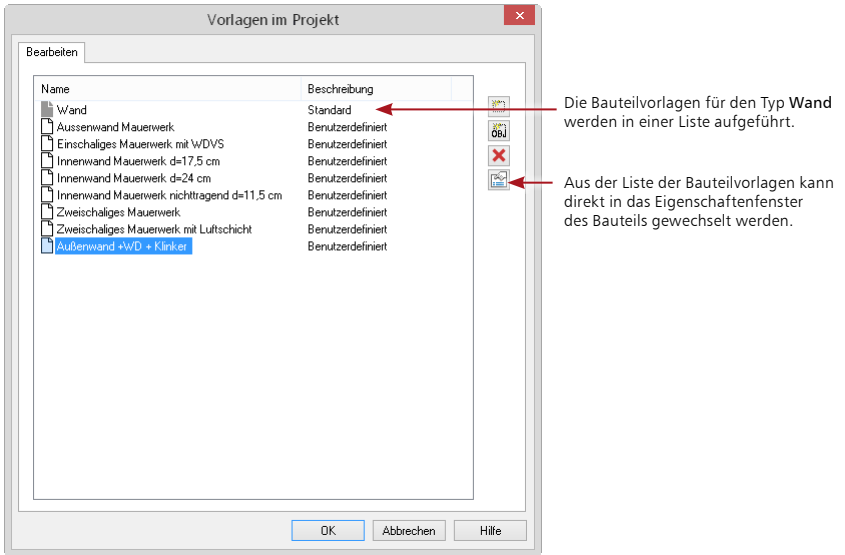 Vorlagen im Projekt
Bearbeiten
Name Beschreibung
Wand Standard
Aussenwand Mauerwerk Benutzerdefiniert
Einschaliges Mauerwerk mit WDVS Benutzerdefiniert
Innenwand Mauerwerk d=17,5 cm Benutzerdefiniert
Innenwand Mauerwerk d=24 cm Benutzerdefiniert
Innenwand Mauerwerk nichttragend d=11,5 cm Benutzerdefiniert
Zweischaliges Mauerwerk Benutzerdefiniert
Zweischaliges Mauerwerk mit Luftschicht Benutzerdefiniert
Außenwand +WD + Klinker Benutzerdefiniert
OBJ
OK Abbrechen Hilfe
Die Bauteilvorlagen für den Typ Wand
werden in einer Liste aufgeführt.
Aus der Liste der Bauteilvorlagen kann
direkt in das Eigenschaftenfenster
des Bauteils gewechselt werden.